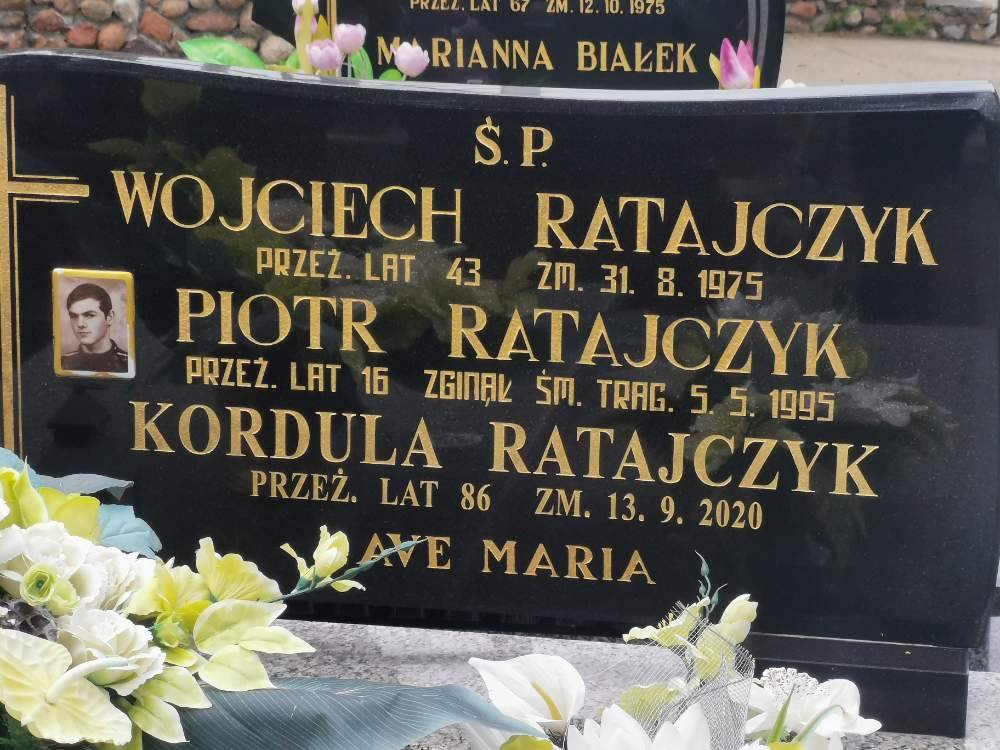 PRZEŻ. LAT 67 ZM. 12. 10. 1975
MARIANNA BIAŁEK
Ś. P.
WOJCIECH RATAJCZYK
PRZEŻ. LAT 43 ZM. 31. 8. 1975
PIOTR RATAJCZYK
PRZEŻ. LAT 16 ZGINĄŁ ŚM. TRAG. 5. 5. 1995
KORDULA RATAJCZYK
PRZEŻ. LAT 86 ZM. 13. 9. 2020
AVE MARIA